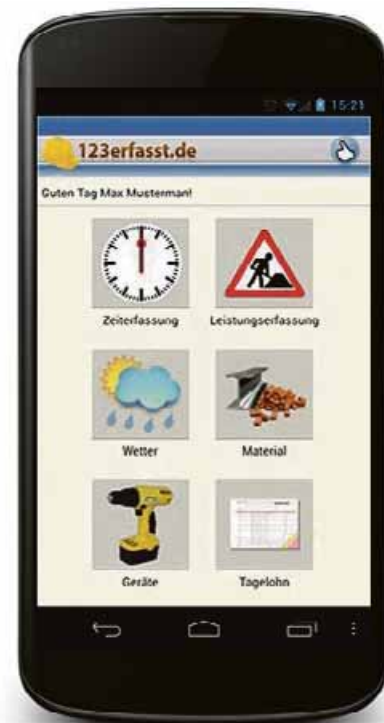 15:21
123erfasst.de
Guten Tag Max Musterman!
Zeiterfassung Leistungserfassung
Wetter Material
Geräte Tagelohn